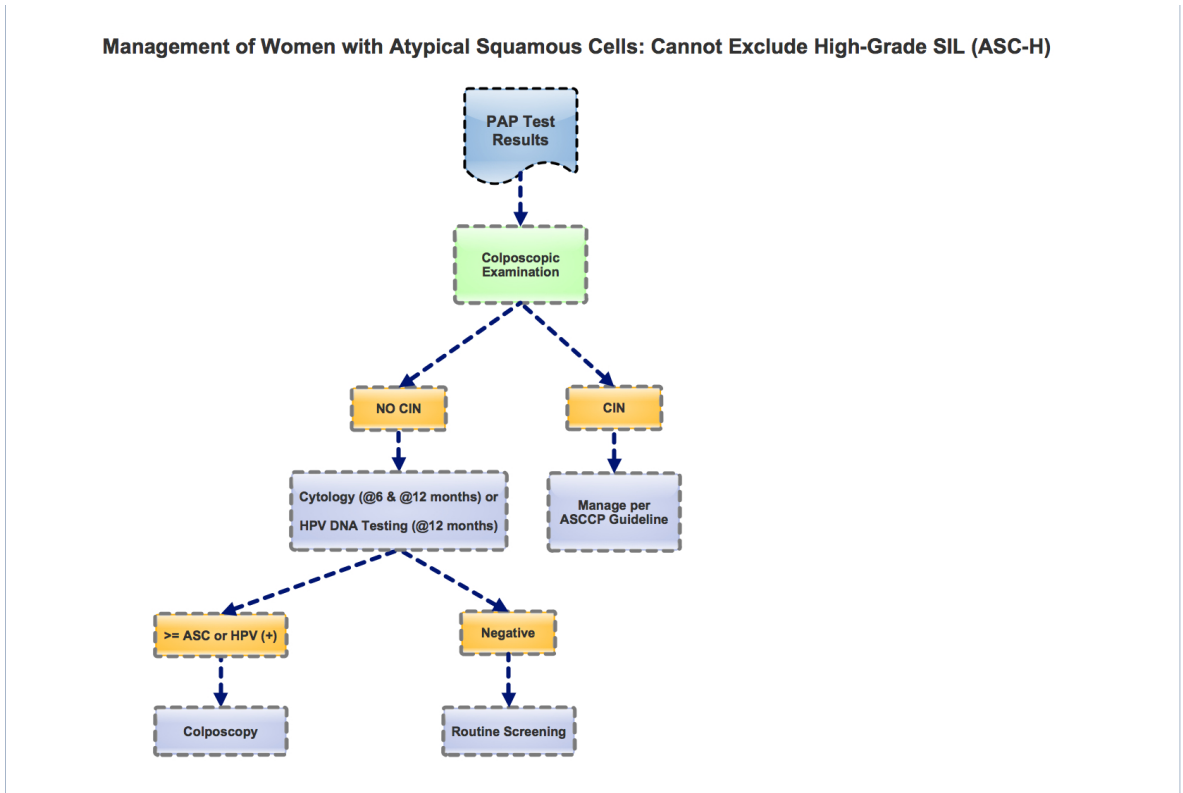 Management of Women with Atypical Squamous Cells: Cannot Exclude High-Grade SIL (ASC-H)
PAP Test
Results
Colposcopic
Examination
NO CIN
CIN
Cytology (@6 & @12 months) or
HPV DNA Testing (@12 months)
Manage per
ASCCP Guideline
>= ASC or HPV (+)
Negative
Colposcopy
Routine Screening